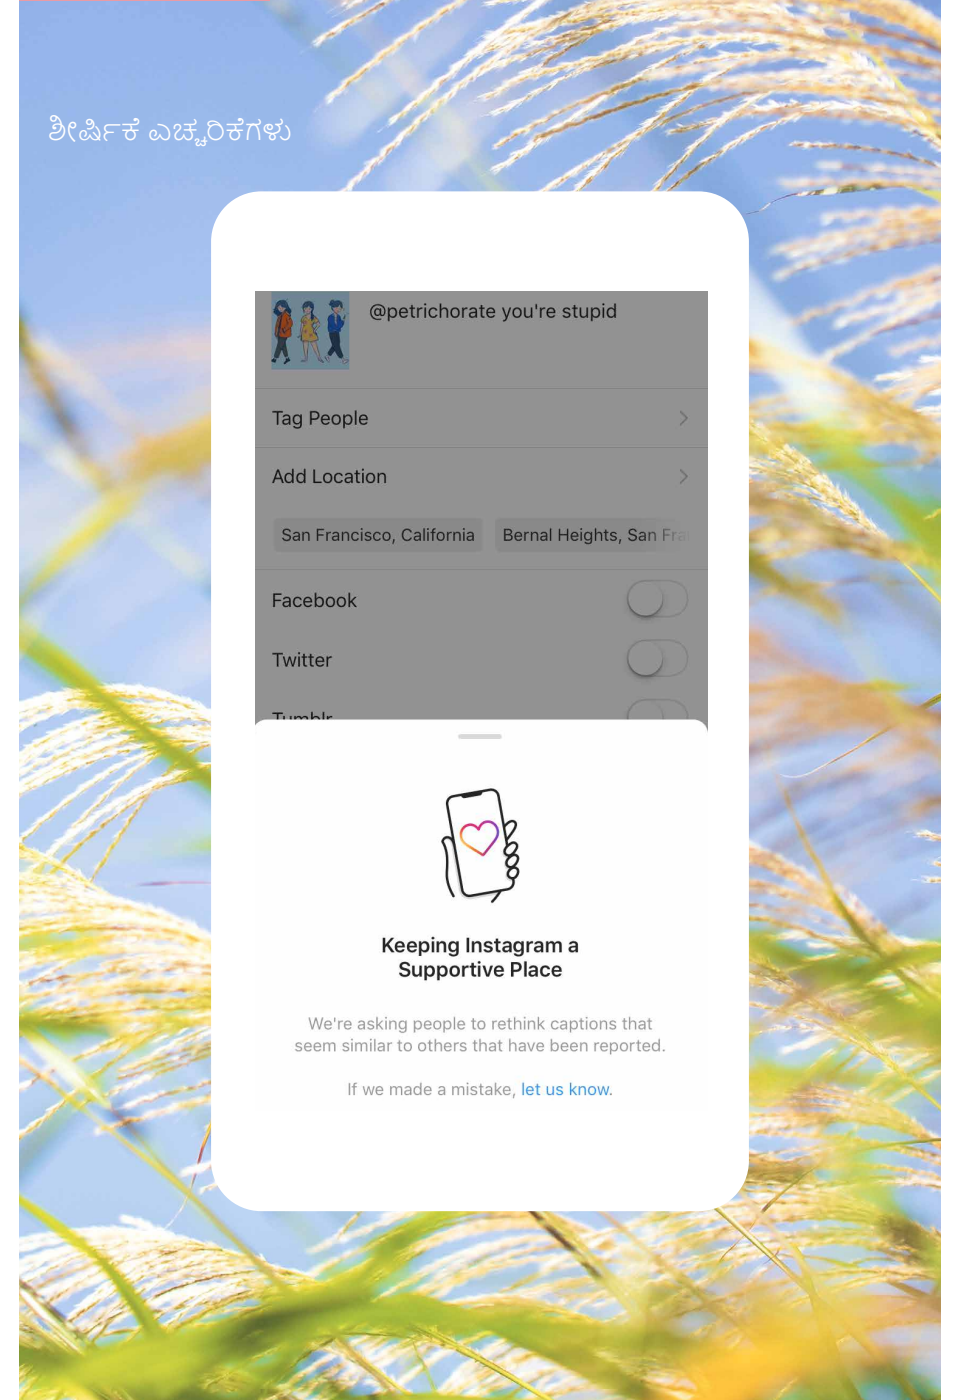 ಶೀರ್ಷಿಕೆ ಎಚ್ಚರಿಕೆಗಳು
@petrichorate you're stupid
Tag People
Add Location
San Francisco, California
Bernal Heights, San Fra
Facebook
Twitter
Tumblr
Keeping Instagram a
Supportive Place
We're asking people to rethink captions that
seem similar to others that have been reported.
If we made a mistake, let us know.